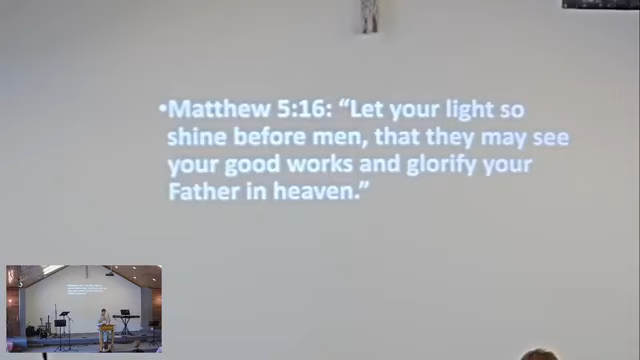 •Matthew 5:16: “Let your light so
shine before men, that they may see
your good works and glorify your
Father in heaven.”